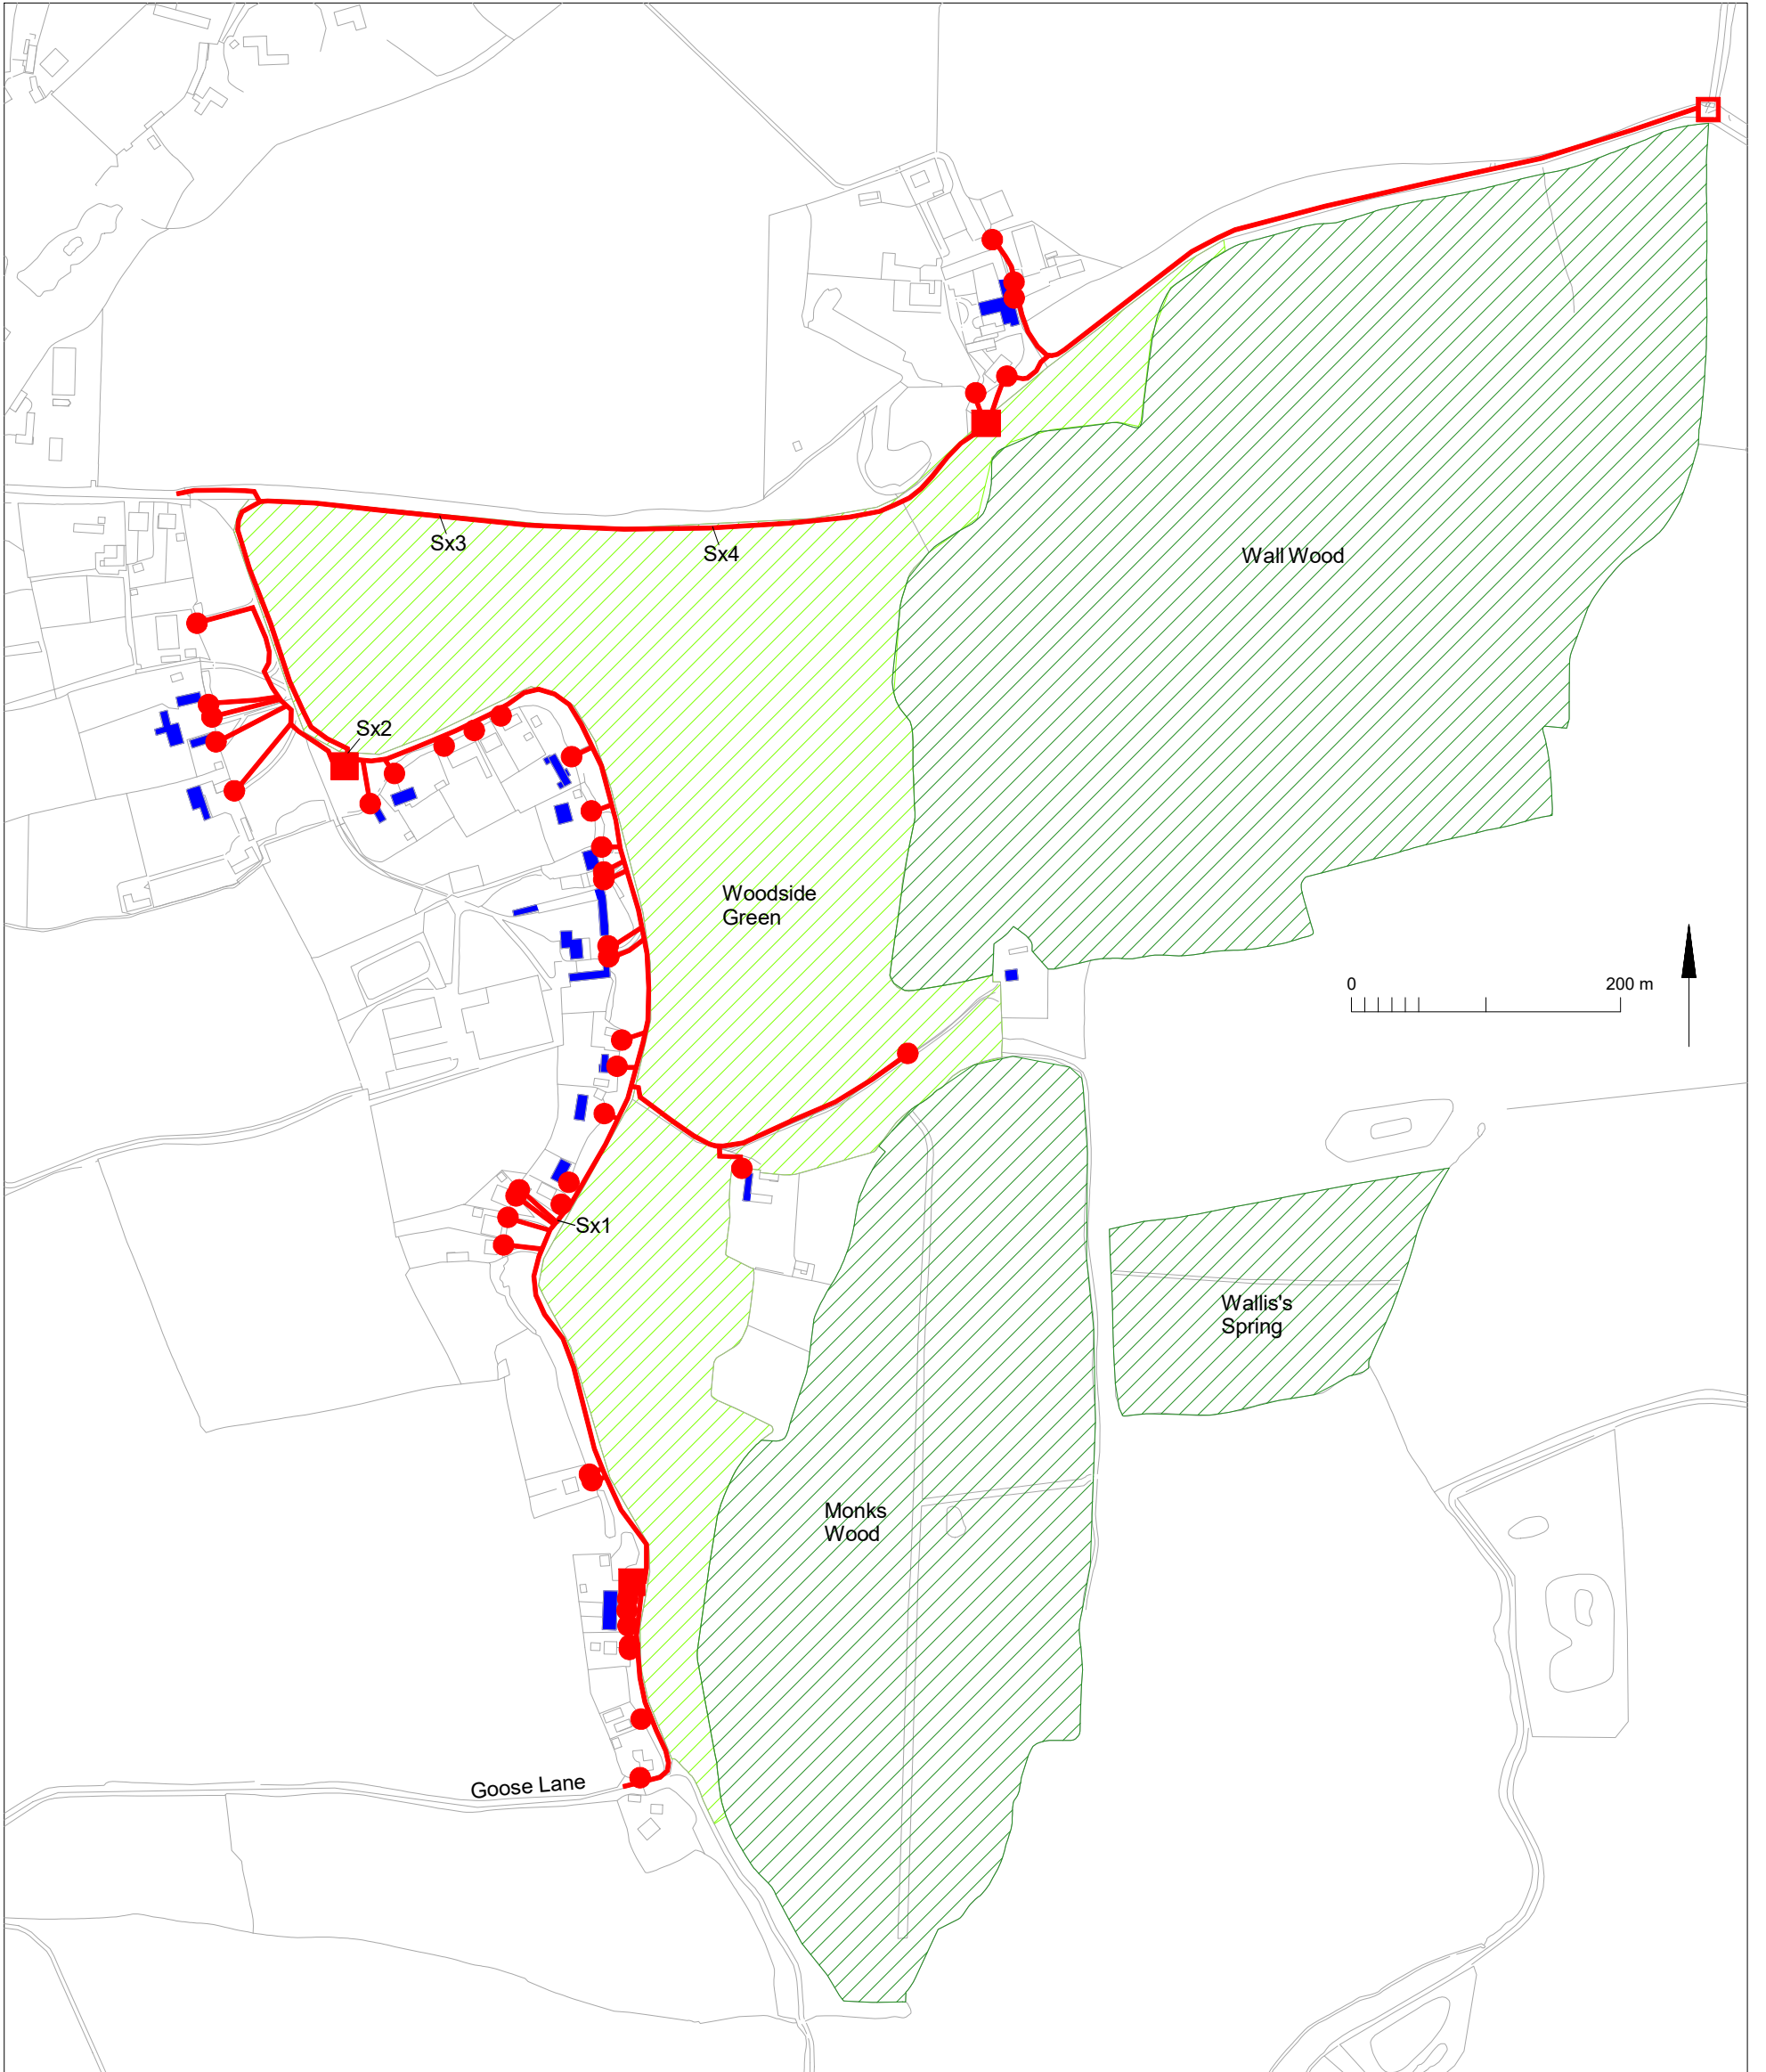 Sx3
Sx4
Wall Wood
Sx2
Woodside
Green
0 200 m
Sx1
Wallis's
Spring
Monks
Wood
Goose Lane